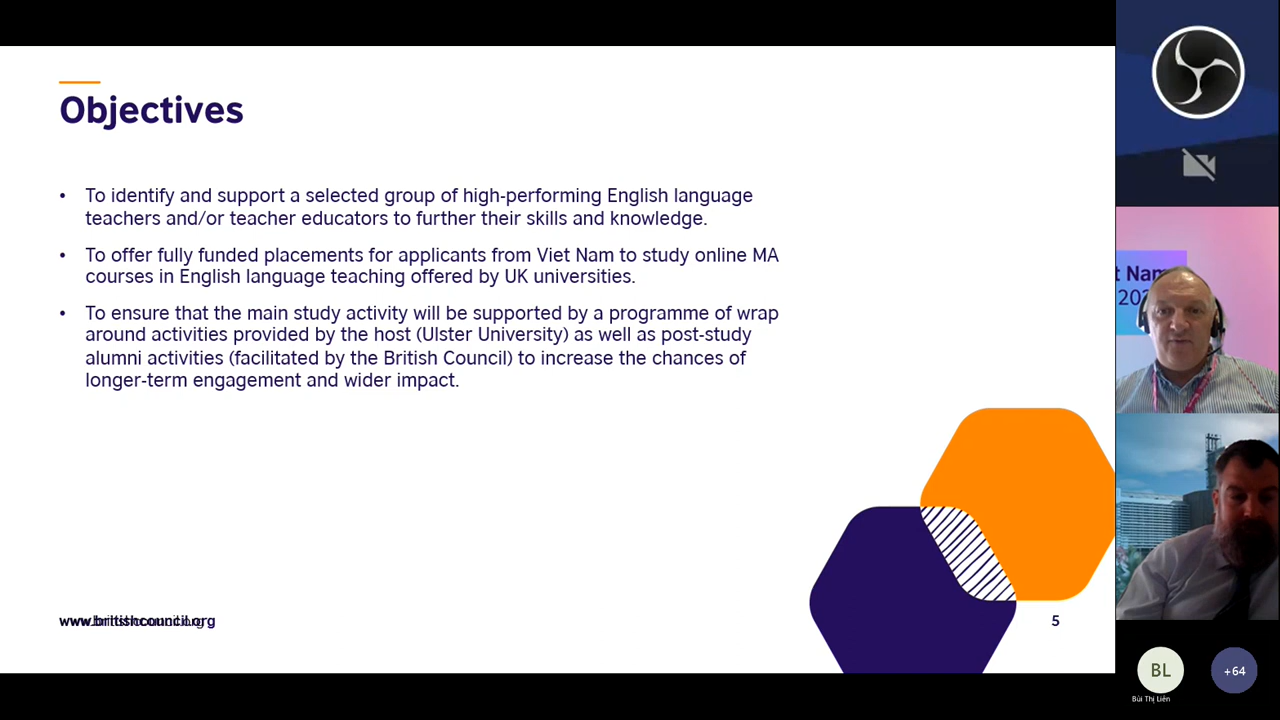 Objectives
• To identify and support a selected group of high-performing English language
teachers and/or teacher educators to further their skills and knowledge.
• To offer fully funded placements for applicants from Viet Nam to study online MA
courses in English language teaching offered by UK universities.
• To ensure that the main study activity will be supported by a programme of wrap
around activities provided by the host (Ulster University) as well as post-study
alumni activities (facilitated by the British Council) to increase the chances of
longer-term engagement and wider impact.
www.britishcouncil.org
5
t Nam
202
BL
+64
Bùi Thị Liên